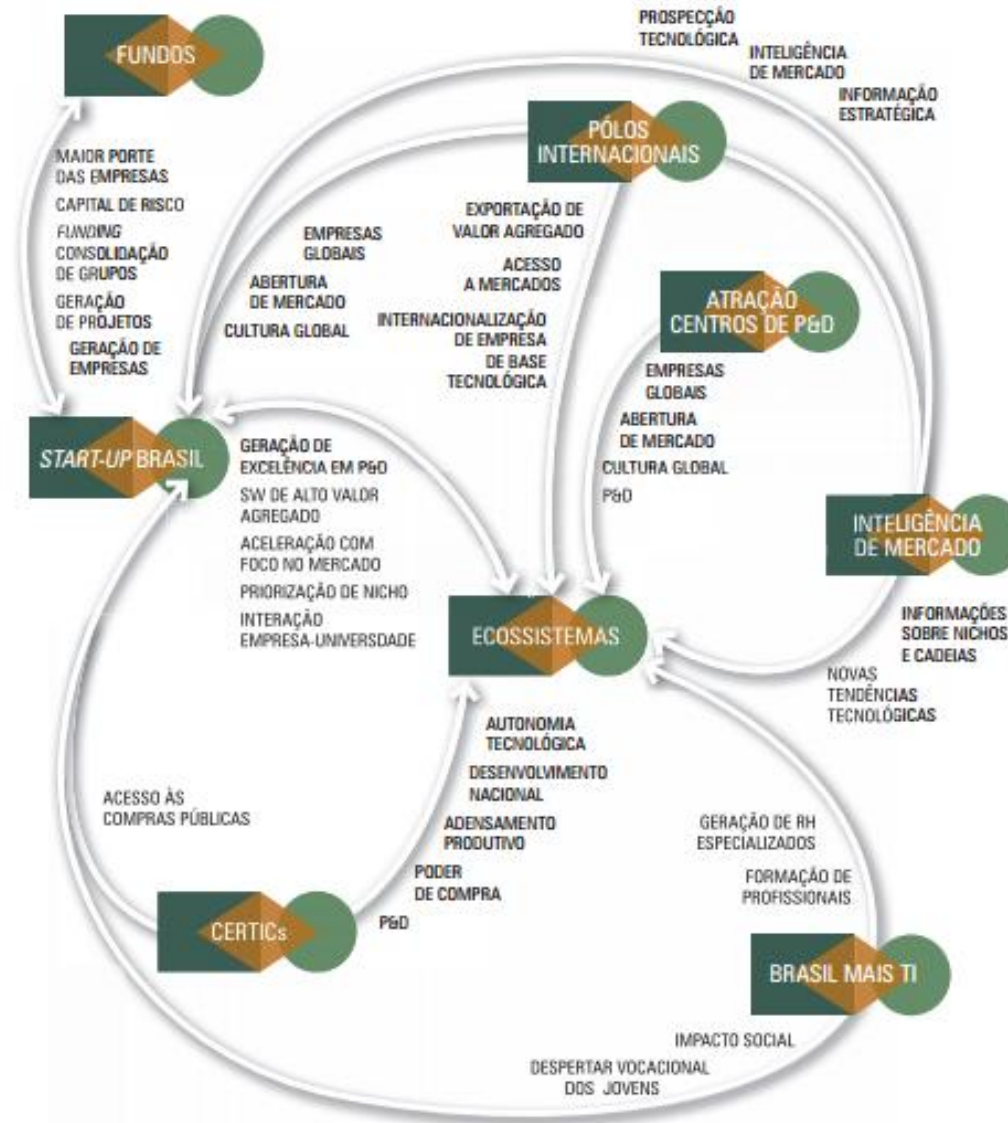 FUNDOS
PROSPECÇÃO
TECNOLÓGICA
INTELIGÊNCIA
DE MERCADO
INFORMAÇÃO
ESTRATÉGICA
PÓLOS
INTERNACIONAIS
MAIOR PORTE
DAS EMPRESAS
CAPITAL DE RISCO
FUNDING
CONSOLIDAÇÃO
DE GRUPOS
GERAÇÃO
DE PROJETOS
GERAÇÃO DE
EMPRESAS
EMPRESAS
GLOBAIS
ABERTURA
DE MERCADO
CULTURA GLOBAL
EXPORTAÇÃO DE
VALOR AGREGADO
ACESSO
A MERCADOS
INTERNACIONALIZAÇÃO
DE EMPRESA
DE BASE
TECNOLÓGICA
ATRAÇÃO
CENTROS DE P&D
EMPRESAS
GLOBAIS
ABERTURA
DE MERCADO
CULTURA GLOBAL
P&D
START-UP BRASIL
GERAÇÃO DE
EXCELÊNCIA EM P&D
SW DE ALTO VALOR
AGREGADO
ACELERAÇÃO COM
FOCO NO MERCADO
PRIORIZAÇÃO DE NICHO
INTERAÇÃO
EMPRESA-UNIVERSDADE
INTELIGÊNCIA
DE MERCADO
ECOSSISTEMAS
INFORMAÇÕES
SOBRE NICHOS
E CADEIAS
NOVAS
TENDÊNCIAS
TECNOLÓGICAS
AUTONOMIA
TECNOLÓGICA
DESENVOLVIMENTO
NACIONAL
ADENSAMENTO
PRODUTIVO
PODER
DE COMPRA
P&D
ACESSO ÀS
COMPRAS PÚBLICAS
CERTICs
GERAÇÃO DE RH
ESPECIALIZADOS
FORMAÇÃO DE
PROFISSIONAIS
BRASIL MAIS TI
IMPACTO SOCIAL
DESPERTAR VOCACIONAL
DOS JOVENS